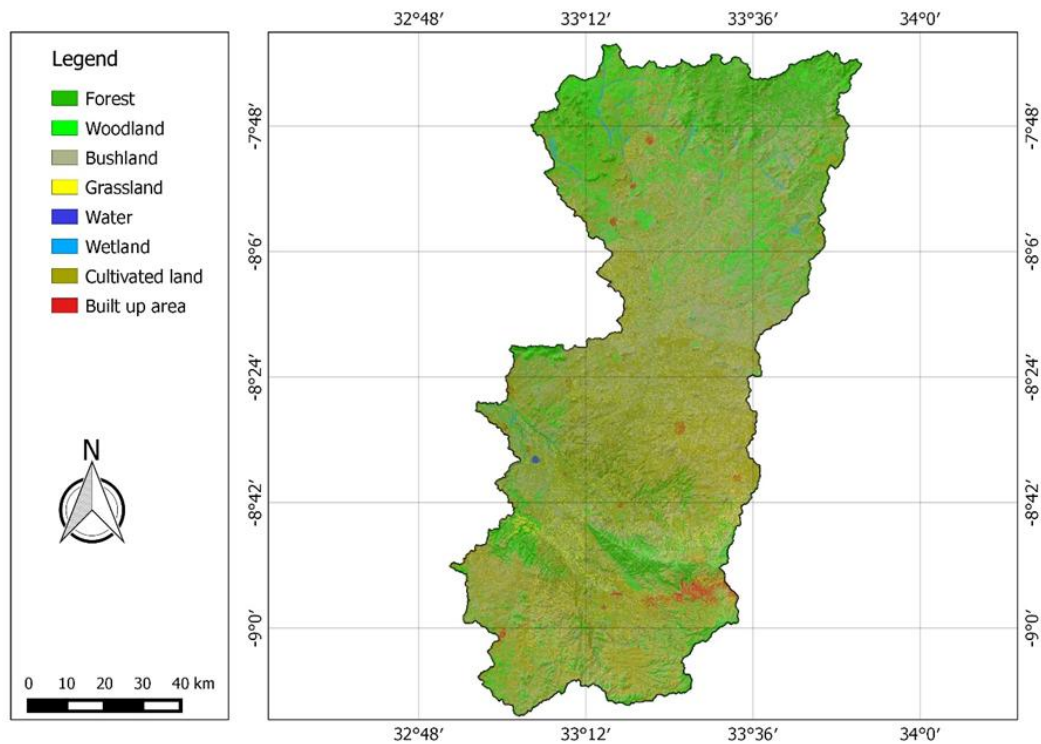 Legend
Forest
Woodland
Bushland
Grassland
Water
Wetland
Cultivated land
Built up area
N
0 10 20 30 40 km
32°48′ 33°12′ 33°36′ 34°0′
-7°48′ -7°48′
-8°6′ -8°6′
-8°24′ -8°24′
-8°42′ -8°42′
-9°0′ -9°0′
32°48′ 33°12′ 33°36′ 34°0′